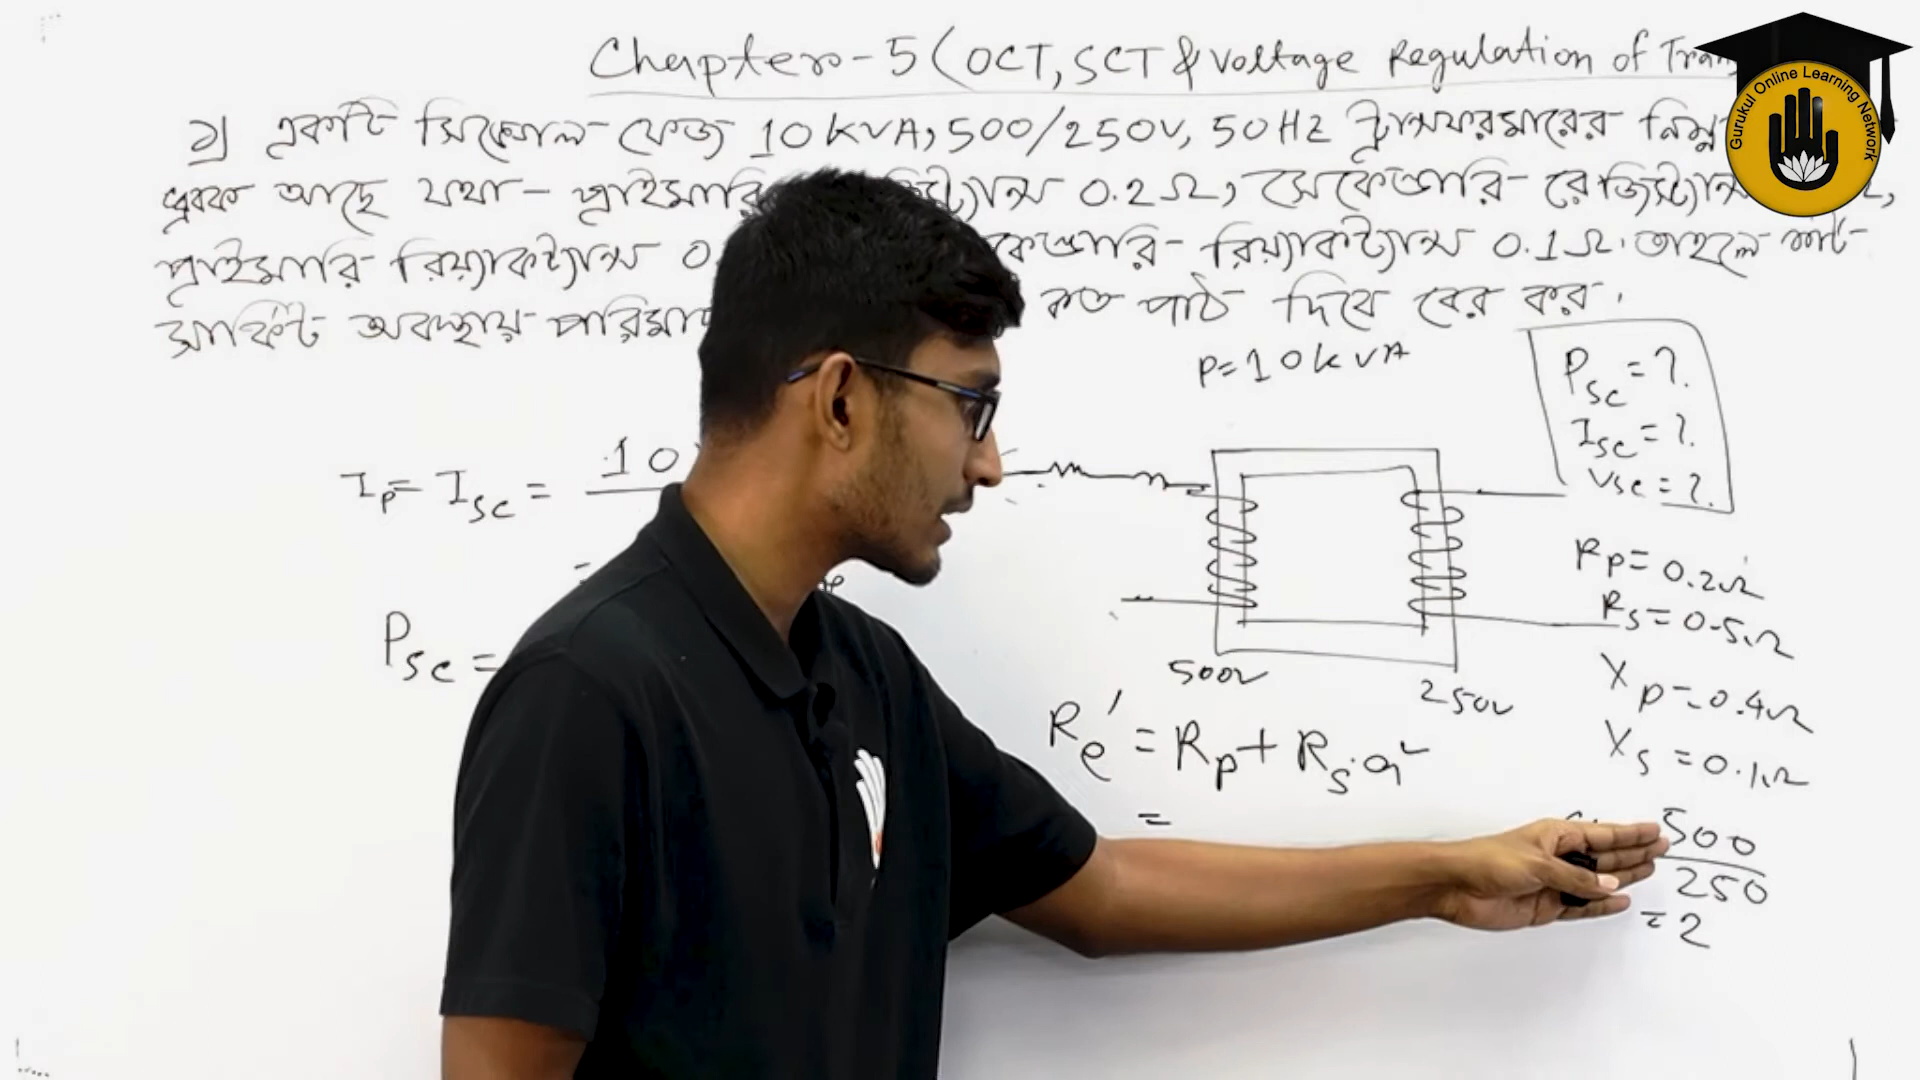 Chapter-5 (OCT, SCT & Voltage Regulation of
১) একটি সিঙ্গেল ফেজ 10 KVA, 500/250V, 50 HZ ট্রান্সফরমারের
ধ্রুবক আছে যথা- প্রাইমারি 0.2Ω, সেকেন্ডারি রেজিস্ট্যান্স
প্রাইমারি রিয়্যাকট্যান্স রিয়্যাকট্যান্স 0.1Ω। তাহলে শর্ট
সার্কিট অবস্থায় কত পাঠ দিবে বের কর।
P=10kVA
Psc = ?.
Isc = ?.
Vsc = ?.
Ip = Isc = 10
Rp = 0.2Ω
Rs = 0.5Ω
Psc =
500V
250V
Xp = 0.4Ω
Xs = 0.1Ω
Re' = Rp + Rs.a²
=
500
250
= 2
Gurukul Online Learning Network